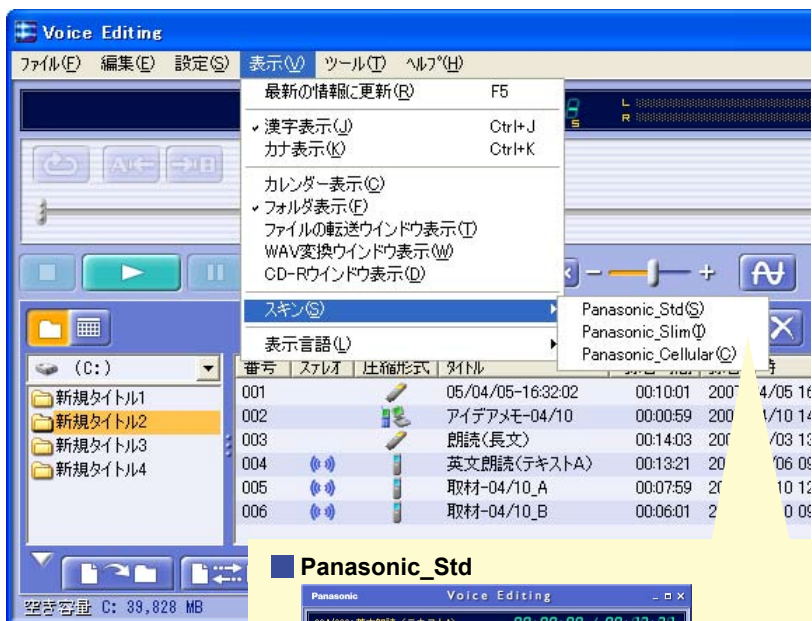 Voice Editing
ファイル(F) 編集(E) 設定(S) 表示(V) ツール(T) ヘルプ(H)
最新の情報に更新(R) F5
漢字表示(J) Ctrl+J
カナ表示(K) Ctrl+K
カレンダー表示(C)
フォルダ表示(F)
ファイルの転送ウインドウ表示(T)
WAV変換ウインドウ表示(W)
CD-Rウインドウ表示(D)
スキン(S)
表示言語(L)
Panasonic_Std(S)
Panasonic_Slim(I)
Panasonic_Cellular(C)
S
L
R
A
B
(C:)
新規タイトル1
新規タイトル2
新規タイトル3
新規タイトル4
番号 ステレオ 圧縮形式 タイトル
001 05/04/05-16:32:02 00:10:01
002 アイデアメモ-04/10 00:00:59
003 朗読(長文) 00:14:03
004 英文朗読(テキストA) 00:13:21
005 取材-04/10_A 00:07:59
006 取材-04/10_B 00:06:01
空き容量 C: 39,828 MB
Panasonic_Std
Panasonic Voice Editing